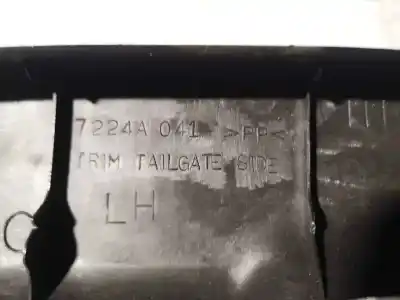 7224A 041 >PP<
TRIM TAILGATE SIDE
LH